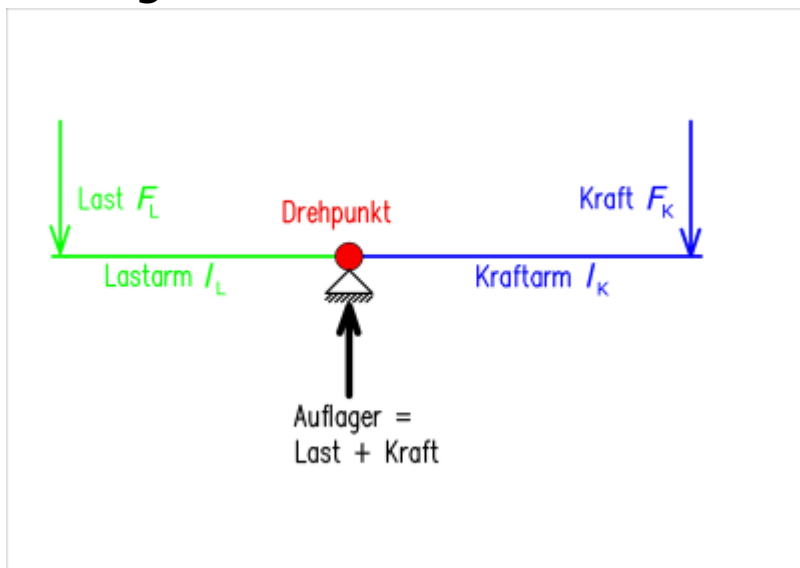 Last F_L
Kraft F_K
Drehpunkt
Lastarm l_L
Kraftarm l_K
Auflager =
Last + Kraft